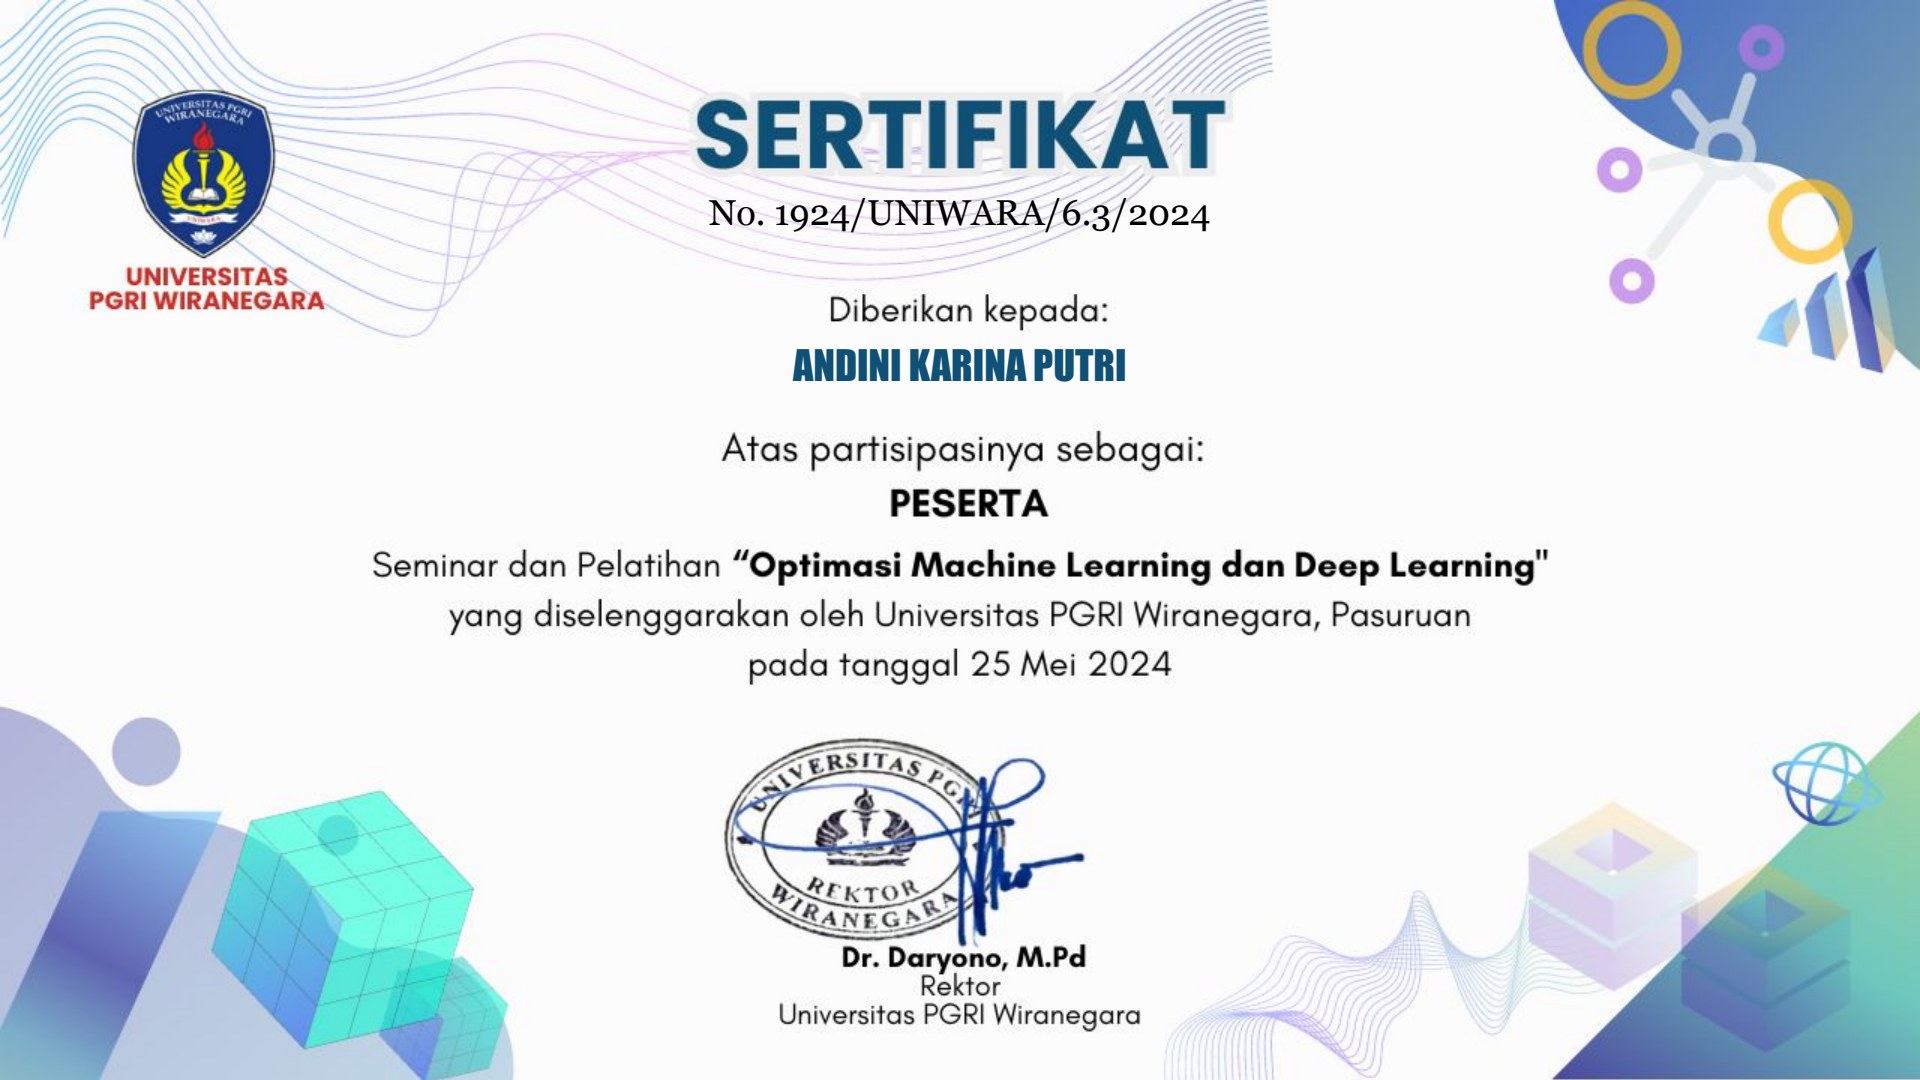 UNIVERSITAS PGRI
WIRANEGARA
UNIWARA
UNIVERSITAS
PGRI WIRANEGARA
SERTIFIKAT
No. 1924/UNIWARA/6.3/2024
Diberikan kepada:
ANDINI KARINA PUTRI
Atas partisipasinya sebagai:
PESERTA
Seminar dan Pelatihan “Optimasi Machine Learning dan Deep Learning"
yang diselenggarakan oleh Universitas PGRI Wiranegara, Pasuruan
pada tanggal 25 Mei 2024
UNIVERSITAS PGRI
REKTOR
WIRANEGARA
Dr. Daryono, M.Pd
Rektor
Universitas PGRI Wiranegara